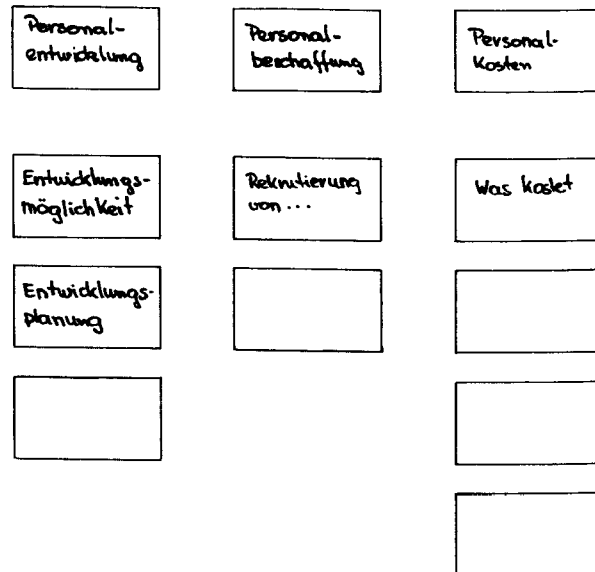 Personal-
entwicklung
Personal-
beschaffung
Personal-
Kosten
Entwicklungs-
möglichkeit
Rekrutierung
von ...
Was kostet
Entwicklungs-
planung